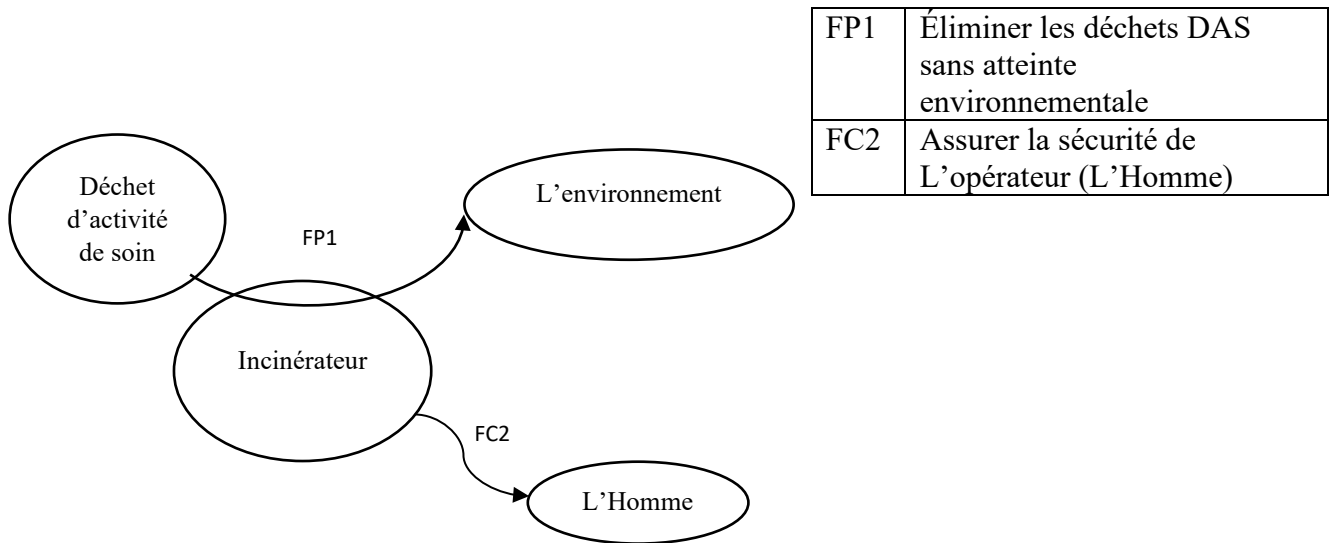 Déchet
d’activité
de soin
FP1
L’environnement
Incinérateur
FC2
L’Homme
FP1
Éliminer les déchets DAS
sans atteinte
environnementale
FC2
Assurer la sécurité de
L’opérateur (L’Homme)